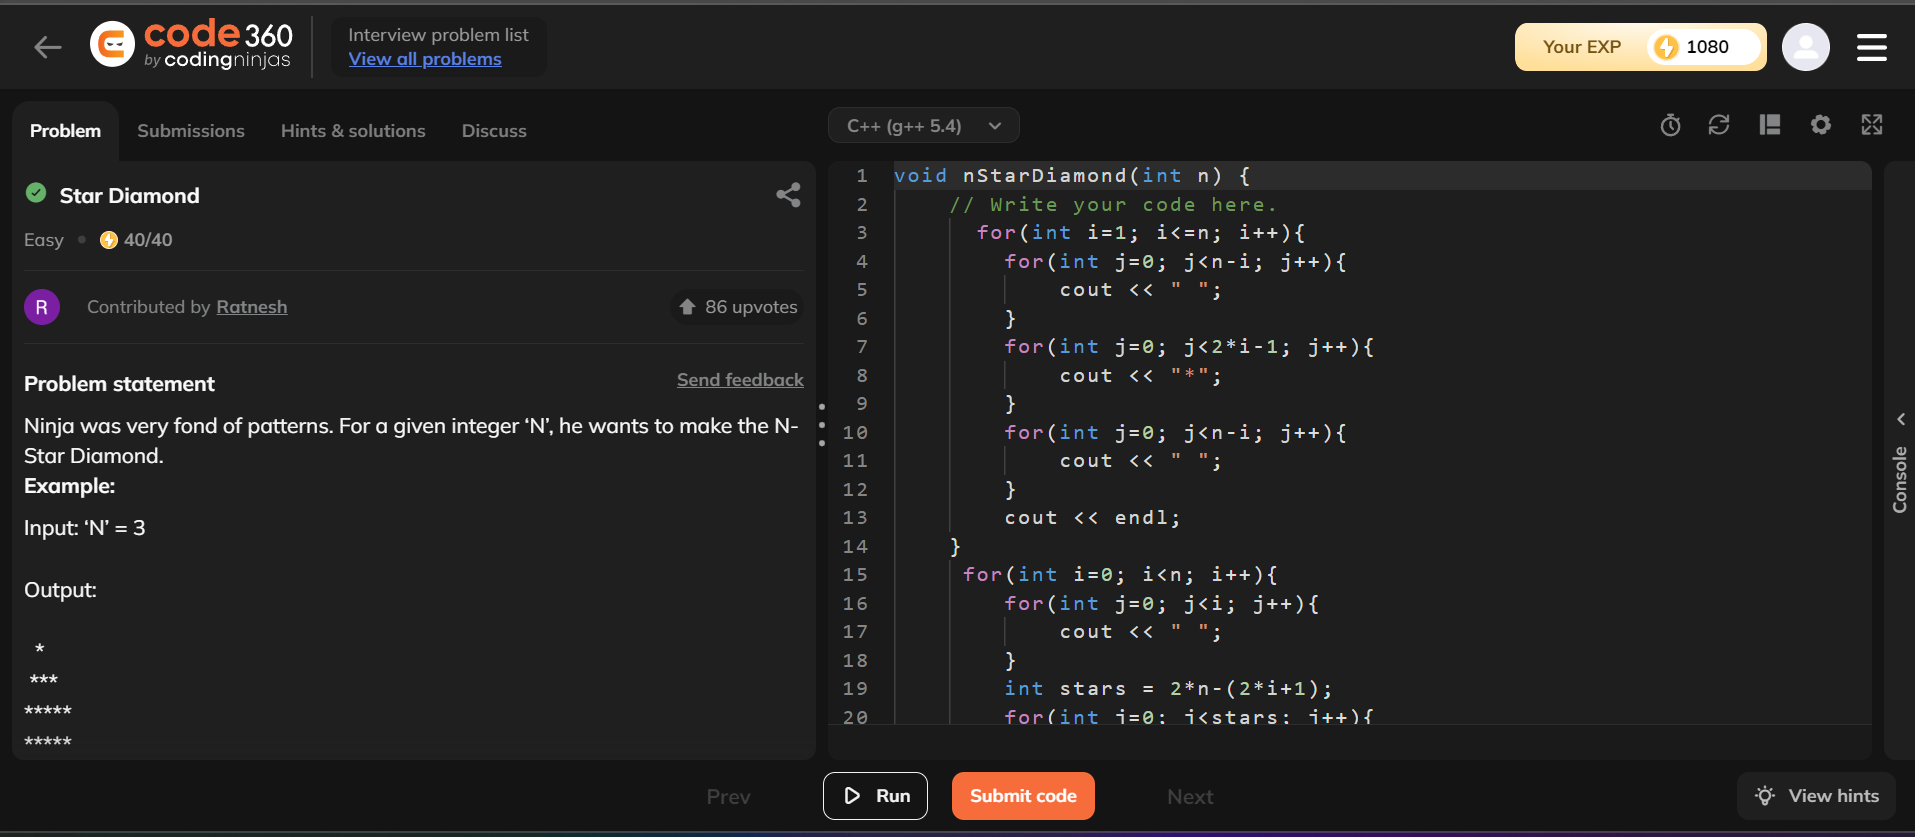 code 360
by codingninjas
Interview problem list
View all problems
Your EXP 1080
Problem Submissions Hints & solutions Discuss
Star Diamond
Easy 40/40
R Contributed by Ratnesh 86 upvotes
Problem statement Send feedback
Ninja was very fond of patterns. For a given integer ‘N’, he wants to make the N-
Star Diamond.
Example:
Input: ‘N’ = 3
Output:
*
***
*****
*****
C++ (g++ 5.4)
1 void nStarDiamond(int n) {
2 // Write your code here.
3 for(int i=1; i<=n; i++){
4 for(int j=0; j<n-i; j++){
5 cout << " ";
6 }
7 for(int j=0; j<2*i-1; j++){
8 cout << "*";
9 }
10 for(int j=0; j<n-i; j++){
11 cout << " ";
12 }
13 cout << endl;
14 }
15 for(int i=0; i<n; i++){
16 for(int j=0; j<i; j++){
17 cout << " ";
18 }
19 int stars = 2*n-(2*i+1);
20 for(int j=0; j<stars; j++){
Console
Prev Run Submit code Next View hints